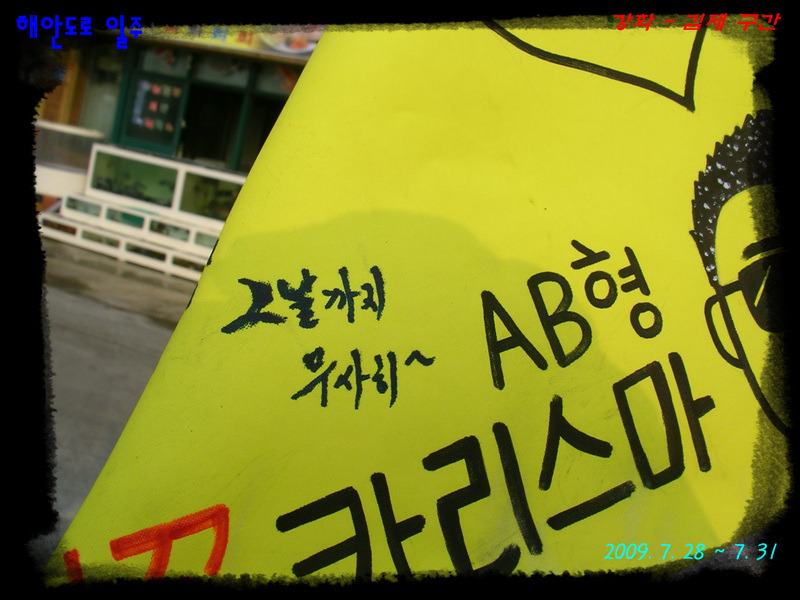 해안도로 일주
강화 ~ 김제 구간
그날까지
무사히~
AB형
카리스마
2009. 7. 28 ~ 7. 31